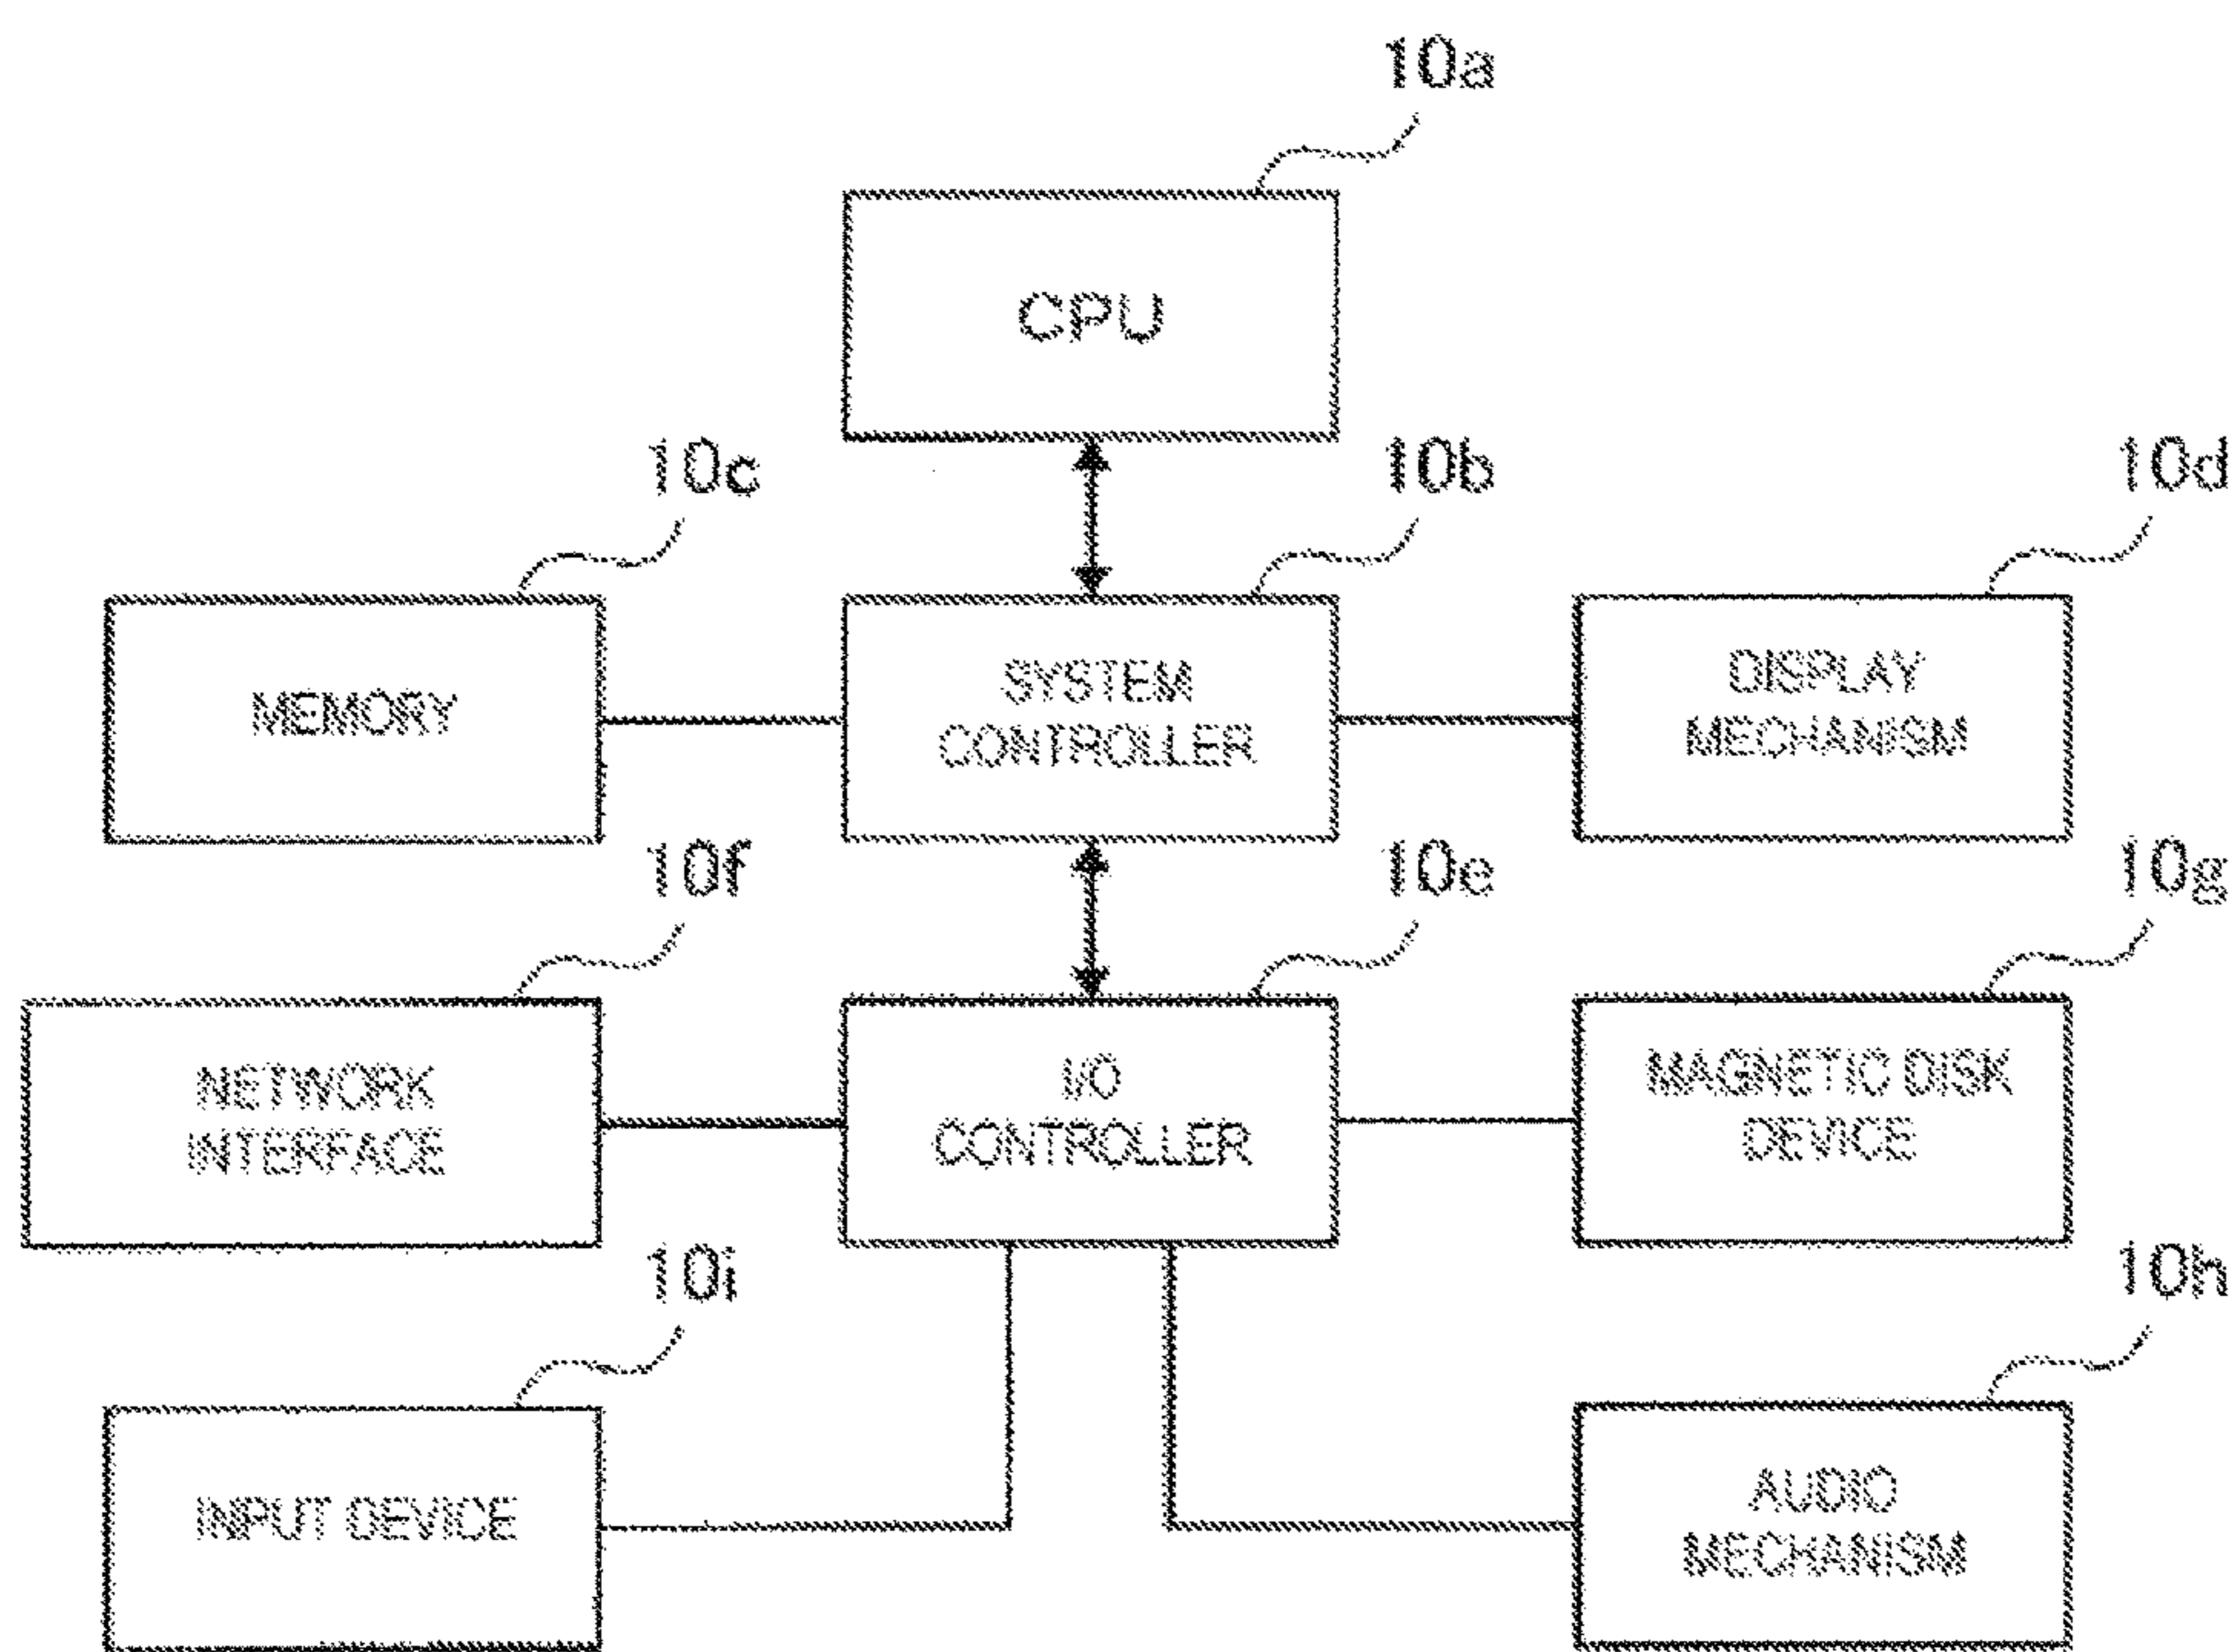 10a
CPU
10c
10b
10d
MEMORY
SYSTEM
CONTROLLER
DISPLAY
MECHANISM
10f
10e
10g
NETWORK
INTERFACE
I/O
CONTROLLER
MAGNETIC DISK
DEVICE
10i
10h
INPUT DEVICE
AUDIO
MECHANISM